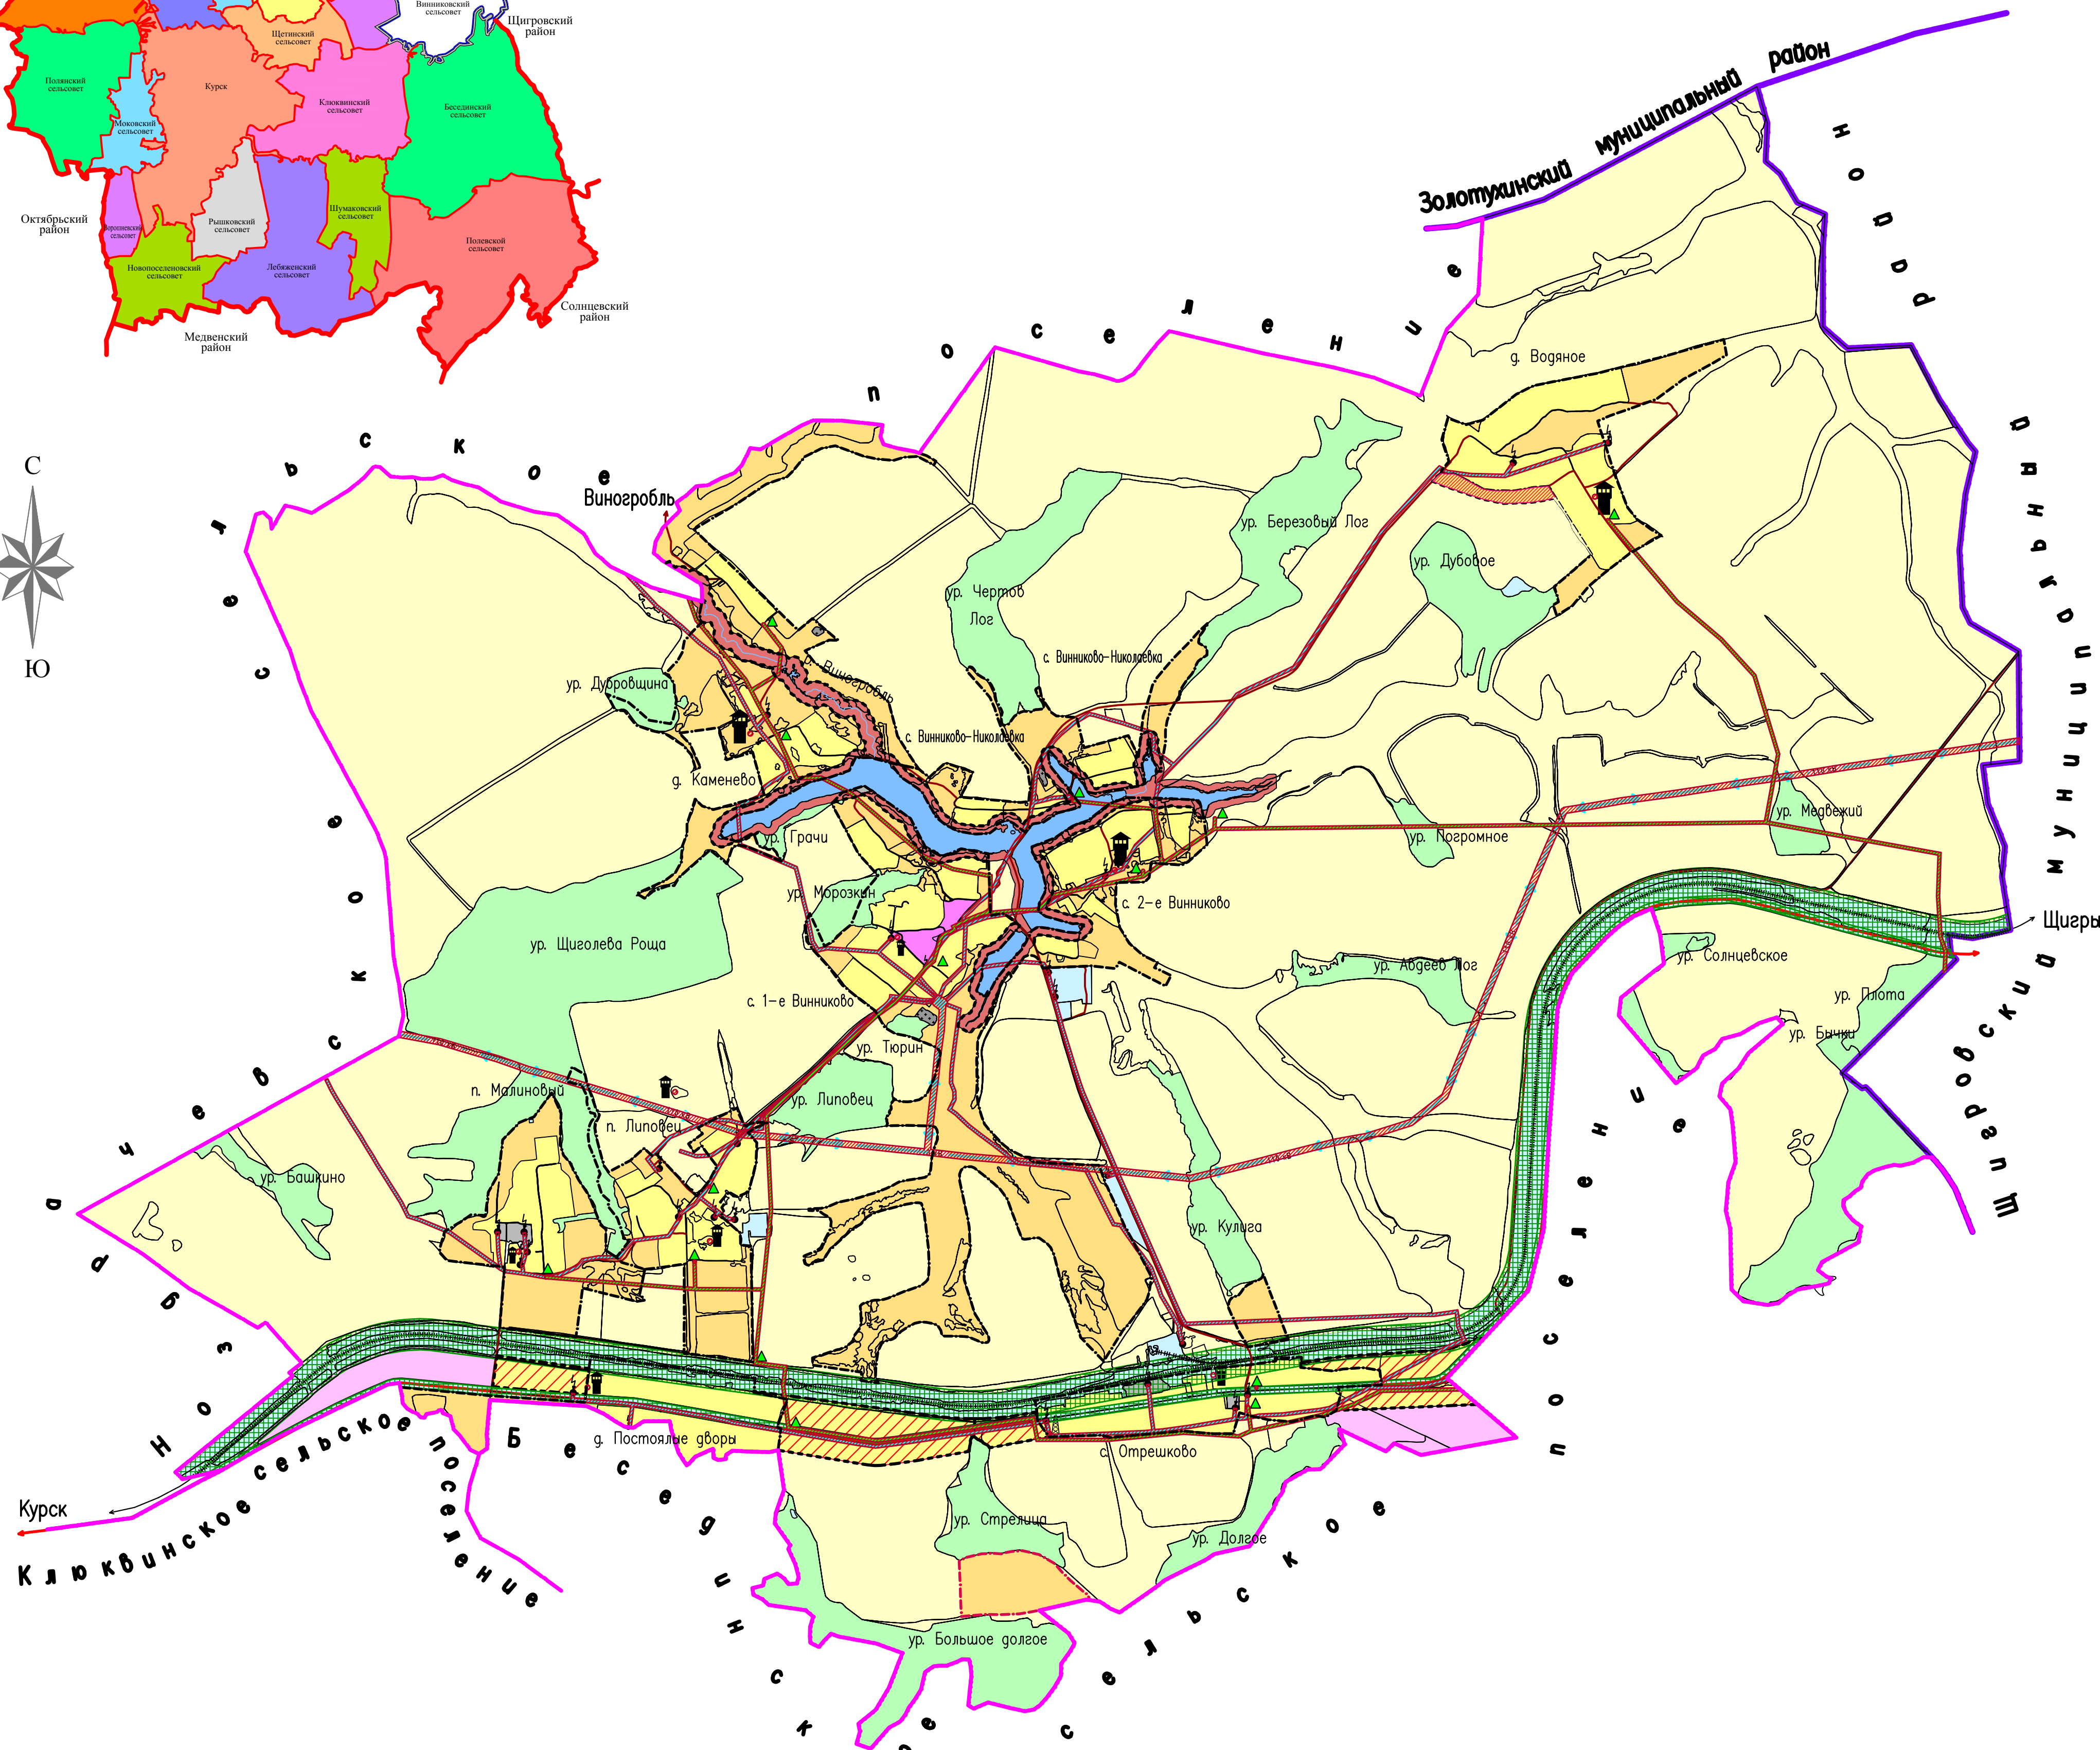 Винниковский
сельсовет
Щигровский
район
Щетинский
сельсовет
Полянский
сельсовет
Курск
Клюквинский
сельсовет
Бесединский
сельсовет
Моковский
сельсовет
Октябрьский
район
Ворошневский
сельсовет
Рышковский
сельсовет
Шумаковский
сельсовет
Полевской
сельсовет
Новопоселеновский
сельсовет
Лебяженский
сельсовет
Солнцевский
район
Медвенский
район
С
Ю
Золотухинский муниципальный район
Щигровский муниципальный
Ноздрачевское сельское поселение
Виногробль
д. Водяное
ур. Березовый Лог
ур. Дубовое
ур. Чертов
Лог
с. Винниково-Николаевка
ур. Дубровщина
р. Виногробль
с. Винниково-Николаевка
д. Каменево
ур. Грачи
ур. Погромное
ур. Медвежий
ур. Морозкин
с. 2-е Винниково
Щигры
ур. Щиголева Роща
ур. Солнцевское
ур. Авдеев Лог
ур. Плота
с. 1-е Винниково
ур. Бычки
ур. Тюрин
п. Малиновый
ур. Липовец
п. Липовец
ур. Башкино
ур. Кулига
д. Постоялые дворы
с. Отрешково
Курск
Клюквинское сельское поселение
Бесединское сельское поселение
ур. Стрелица
ур. Долгое
ур. Большое долгое